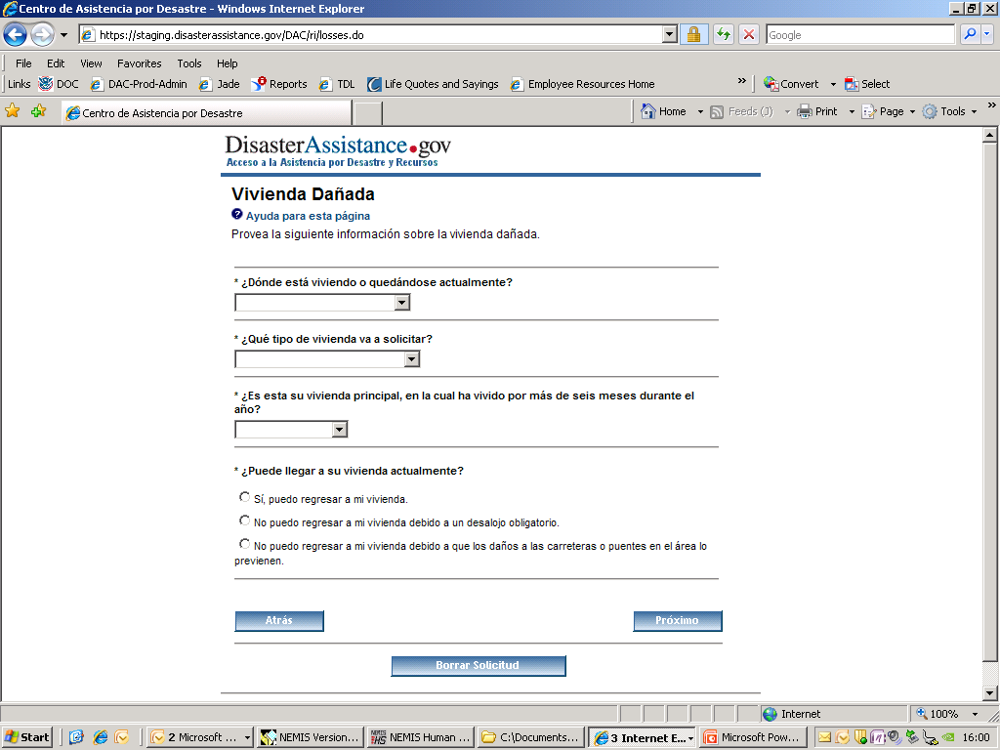 Centro de Asistencia por Desastre - Windows Internet Explorer
https://staging.disasterassistance.gov/DAC/ri/losses.do
Google
File Edit View Favorites Tools Help
Links DOC DAC-Prod-Admin Jade Reports TDL Life Quotes and Sayings Employee Resources Home » Convert Select
Centro de Asistencia por Desastre
Home Feeds (J) Print Page Tools »
DisasterAssistance.gov
Acceso a la Asistencia por Desastre y Recursos
Vivienda Dañada
? Ayuda para esta página
Provea la siguiente información sobre la vivienda dañada.
* ¿Dónde está viviendo o quedándose actualmente?
* ¿Qué tipo de vivienda va a solicitar?
* ¿Es esta su vivienda principal, en la cual ha vivido por más de seis meses durante el
año?
* ¿Puede llegar a su vivienda actualmente?
Sí, puedo regresar a mi vivienda.
No puedo regresar a mi vivienda debido a un desalojo obligatorio.
No puedo regresar a mi vivienda debido a que los daños a las carreteras o puentes en el área lo
previenen.
Atrás Próximo
Borrar Solicitud
Internet 100%
Start 2 Microsoft ... NEMIS Version... NEMIS Human ... C:\Documents... 3 Internet E... Microsoft Pow... 16:00